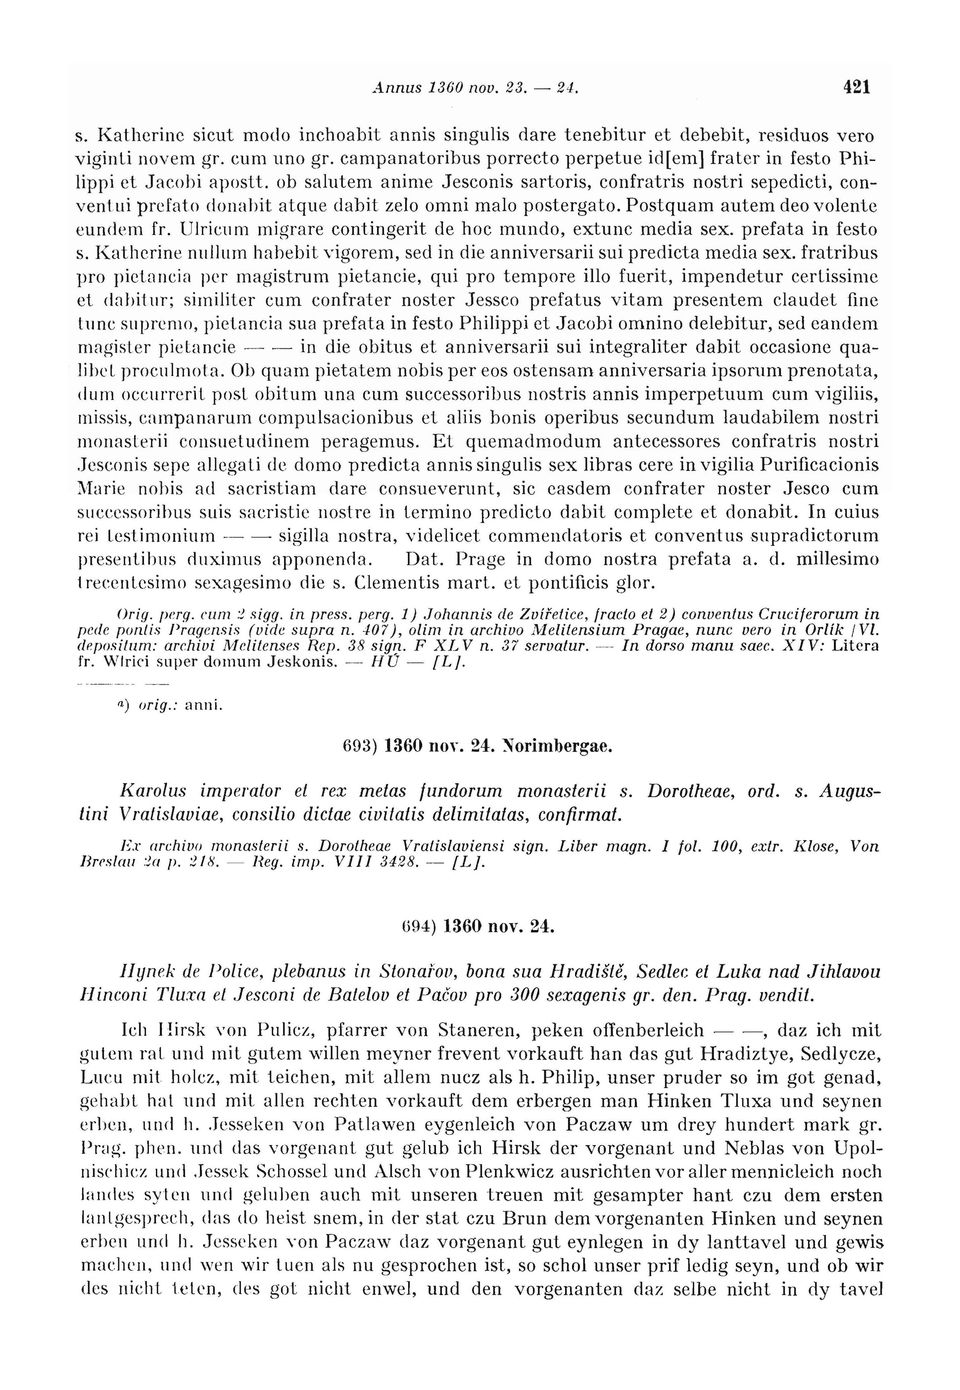 Annus 1360 nov. 23. — 24. 421
s. Katherine sicut modo inchoabit annis singulis dare tenebitur et debebit, residuos vero
viginti novem gr. cum uno gr. campanatoribus porrecto perpetue id[em] frater in festo Phi-
lippi et Jacobi apostt. ob salutem anime Jesconis sartoris, confratris nostri sepedicti, con-
ventui prefato donabit atque dabit zelo omni malo postergato. Postquam autem deo volente
eundem fr. Ulricum migrare contingerit de hoc mundo, extunc media sex. prefata in festo
s. Katherine nullum habebit vigorem, sed in die anniversarii sui predicta media sex. fratribus
pro pietancia per magistrum pietancie, qui pro tempore illo fuerit, impendetur certissime
et dabitur; similiter cum confrater noster Jessco prefatus vitam presentem claudet fine
tunc supremo, pietancia sua prefata in festo Philippi et Jacobi omnino delebitur, sed eandem
magister pietancie — — in die obitus et anniversarii sui integraliter dabit occasione qua-
libet proculmota. Ob quam pietatem nobis per eos ostensam anniversaria ipsorum prenotata,
dum occurrerit post obitum una cum successoribus nostris annis imperpetuum cum vigiliis,
missis, campanarum compulsacionibus et aliis bonis operibus secundum laudabilem nostri
monasterii consuetudinem peragemus. Et quemadmodum antecessores confratris nostri
Jesconis sepe allegati de domo predicta annis singulis sex libras cere in vigilia Purificacionis
Marie nobis ad sacristiam dare consueverunt, sic easdem confrater noster Jesco cum
successoribus suis sacristie nostre in termino predicto dabit complete et donabit. In cuius
rei testimonium — — sigilla nostra, videlicet commendatoris et conventus supradictorum
presentibus duximus apponenda. Dat. Prage in domo nostra prefata a. d. millesimo
trecentesimo sexagesimo die s. Clementis mart. et pontificis glor.
Orig. perg. cum 2 sigg. in press. perg. 1) Johannis de Zvířetice, fracto et 2) conventus Cruciferorum in
pede pontis Pragensis (vide supra n. 407), olim in archivo Melitensium Pragae, nunc vero in Orlik /Vl.
depositum: archivi Melitenses Rep. 38 sign. F XLV n. 37 servatur. — In dorso manu saec. XIV: Litera
fr. Wlrici super domum Jeskonis. — HÚ — [L].
a) orig.: anni.
693) 1360 nov. 24. Norimbergae.
Karolus imperator et rex metas fundorum monasterii s. Dorotheae, ord. s. Augus-
tini Vratislaviae, consilio dictae civitatis delimitatas, confirmat.
Ex archivo monasterii s. Dorotheae Vratislaviensi sign. Liber magn. I fol. 100, extr. Klose, Von
Breslau 2a p. 218. — Reg. imp. VIII 3428. — [L].
694) 1360 nov. 24.
Hynek de Police, plebanus in Stonařov, bona sua Hradiště, Sedlec et Luka nad Jihlavou
Hinconi Tluxa et Jesconi de Batelov et Pačov pro 300 sexagenis gr. den. Prag. vendit.
Ich Hirsk von Pulicz, pfarrer von Staneren, peken offenberleich — —, daz ich mit
gutem rat und mit gutem willen meyner frevent vorkauft han das gut Hradiztye, Sedlycze,
Lucu mit holcz, mit teichen, mit allem nucz als h. Philip, unser pruder so im got genad,
gehabt hat und mit allen rechten vorkauft dem erbergen man Hinken Tluxa und seynen
erben, und h. Jesseken von Patlawen eygenleich von Paczaw um drey hundert mark gr.
Prag. phen. und das vorgenant gut gelub ich Hirsk der vorgenant und Neblas von Upol-
nischicz und Jessek Schossel und Alsch von Plenkwicz ausrichten vor aller mennicleich noch
landes syten und geluben auch mit unseren treuen mit gesampter hant czu dem ersten
lantgesprech, das do heist snem, in der stat czu Brun dem vorgenanten Hinken und seynen
erben und h. Jesseken von Paczaw daz vorgenant gut eynlegen in dy lanttavel und gewis
machen, und wen wir tuen als nu gesprochen ist, so schol unser prif ledig seyn, und ob wir
des nicht teten, des got nicht enwel, und den vorgenanten daz selbe nicht in dy tavel